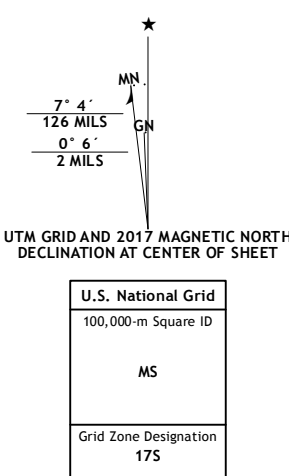 ★
MN
GN
7° 4´
126 MILS
0° 6´
2 MILS
UTM GRID AND 2017 MAGNETIC NORTH
DECLINATION AT CENTER OF SHEET
U.S. National Grid
100,000-m Square ID
MS
Grid Zone Designation
17S